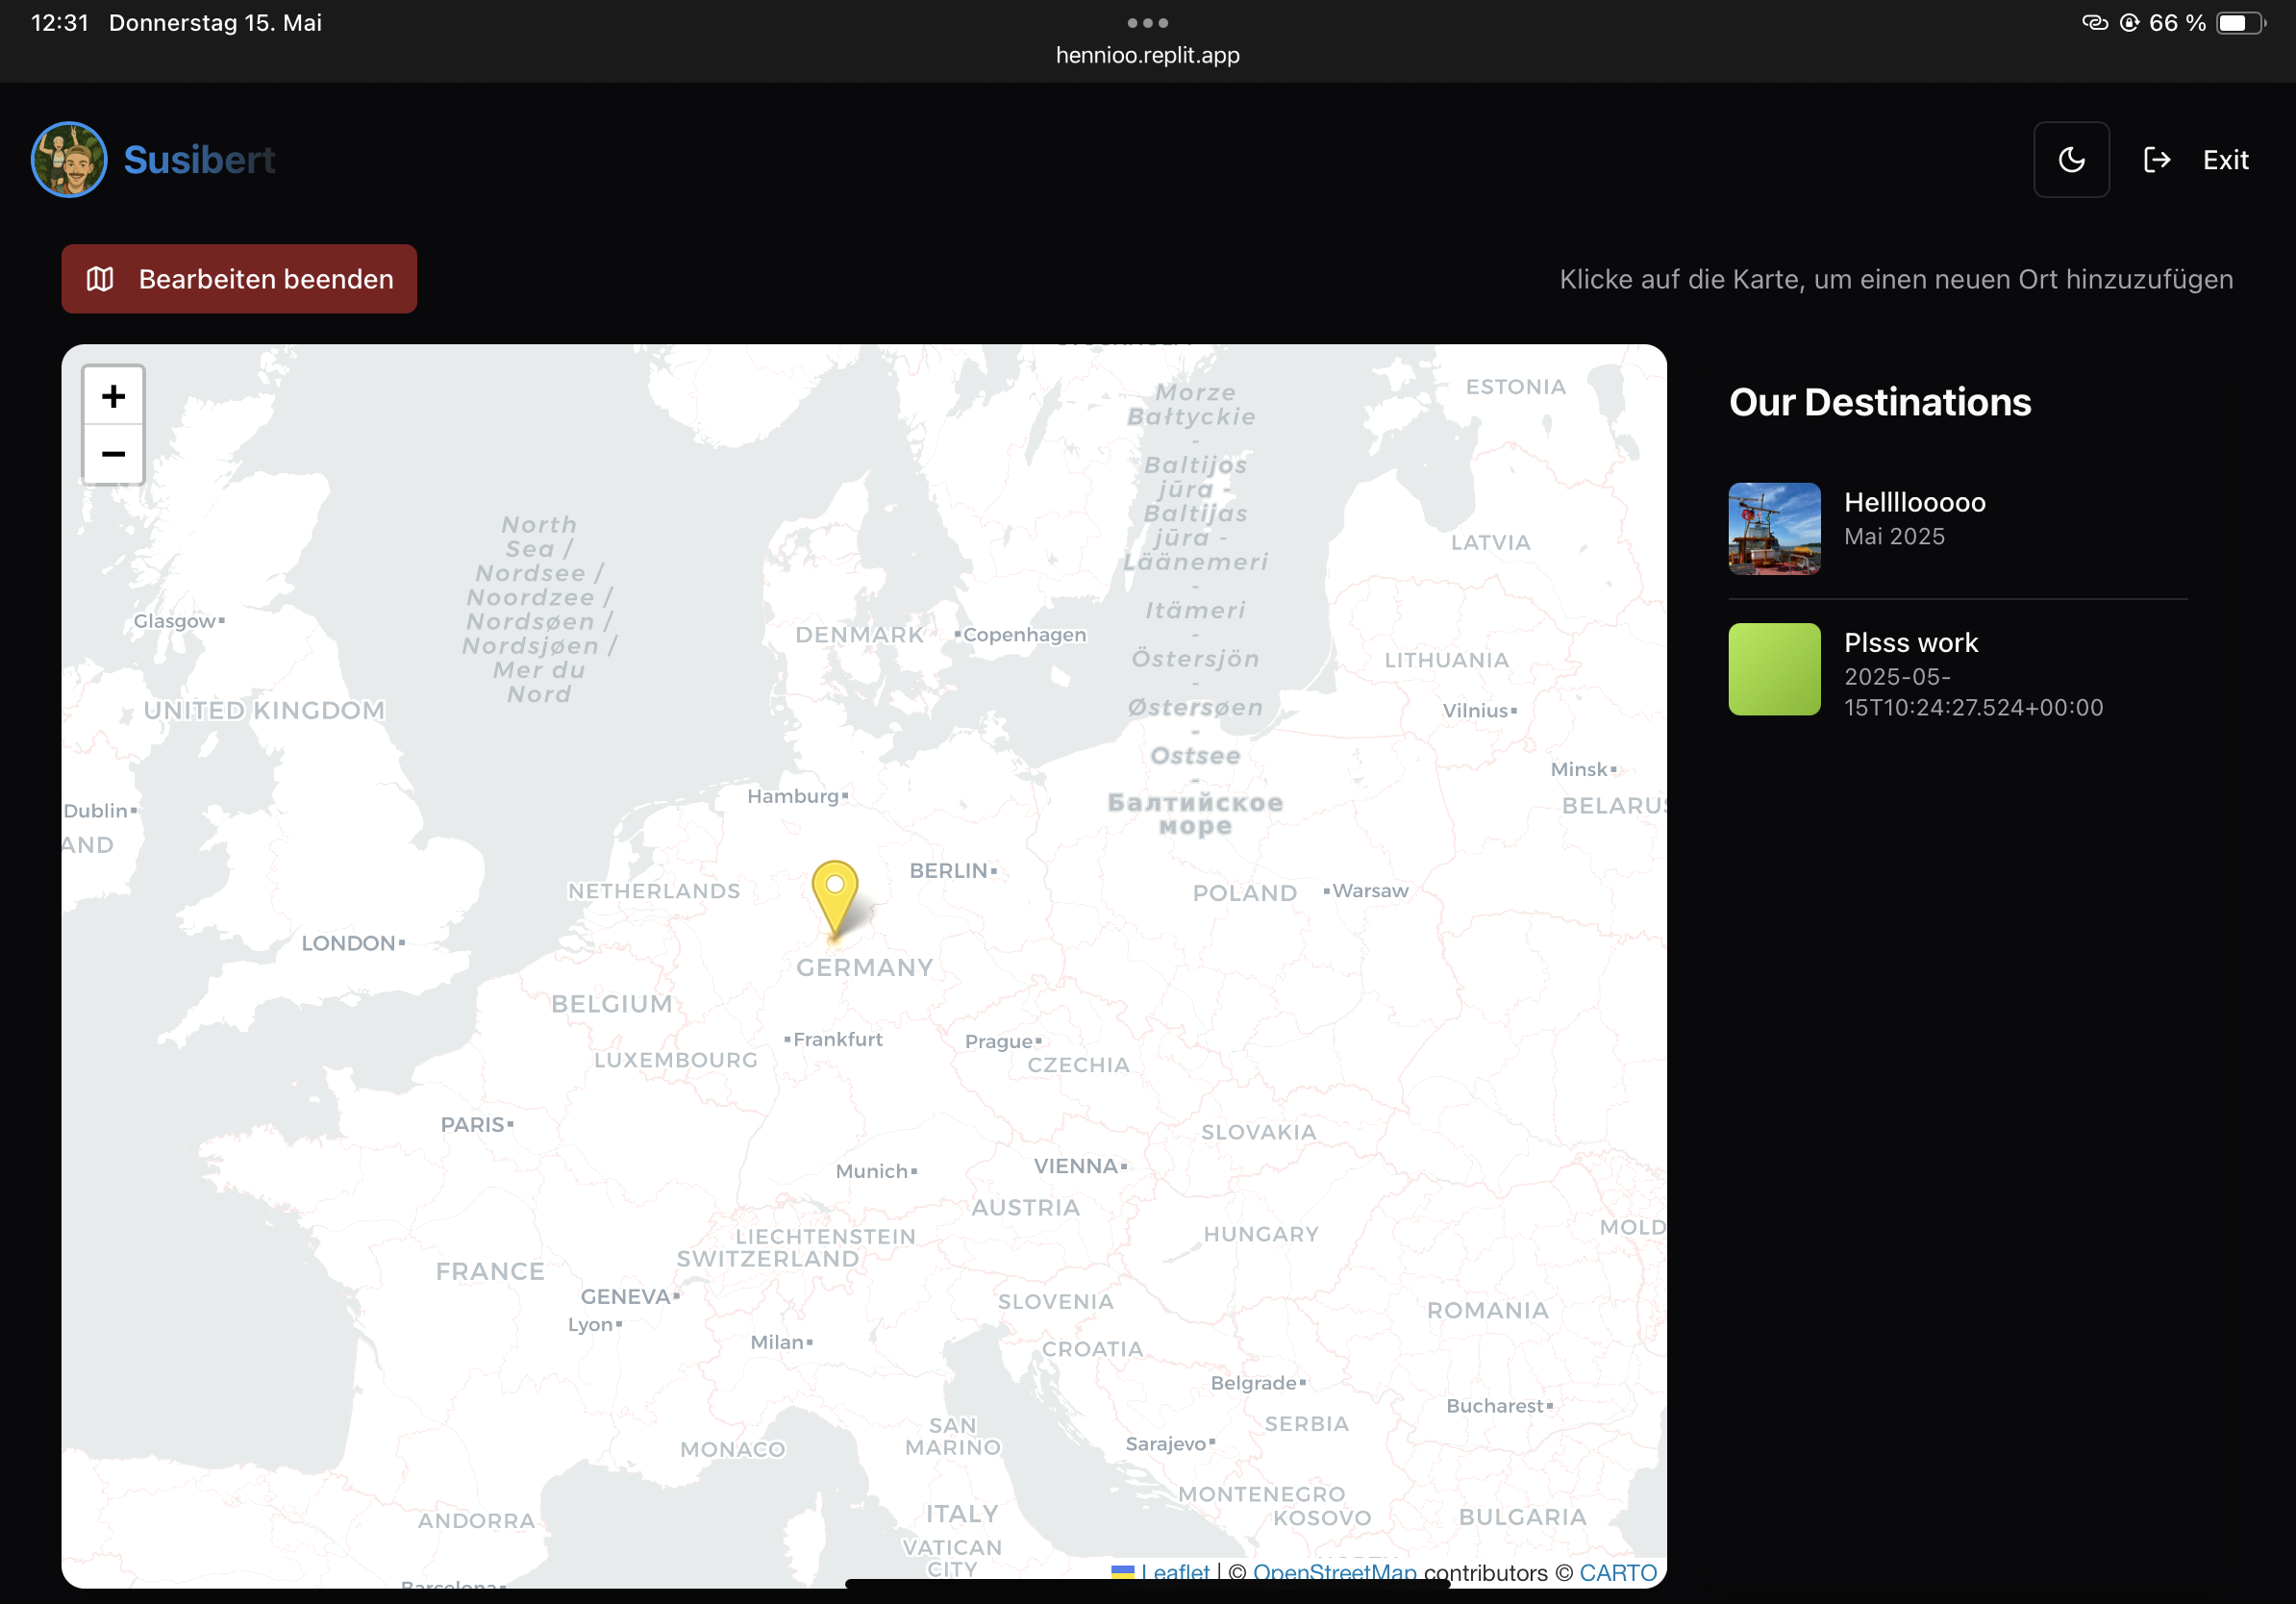 12:31 Donnerstag 15. Mai
66 %
hennioo.replit.app
Susibert
Exit
Bearbeiten beenden
Klicke auf die Karte, um einen neuen Ort hinzuzufügen
+
−
Our Destinations
Hellllooooo
Mai 2025
Plsss work
2025-05-
15T10:24:27.524+00:00
ESTONIA
Morze
Bałtyckie
-
Baltijos
jūra -
Baltijas
jūra -
Läänemeri
-
Itämeri
-
Östersjön
-
Østersøen
-
Ostsee
-
Балтийское
море
North
Sea /
Nordsee /
Noordzee /
Nordsøen /
Nordsjøen /
Mer du
Nord
LATVIA
Glasgow
DENMARK
Copenhagen
LITHUANIA
UNITED KINGDOM
Vilnius
Minsk
Hamburg
Dublin
BELARUS
AND
BERLIN
NETHERLANDS
POLAND
Warsaw
LONDON
GERMANY
BELGIUM
Frankfurt
Prague
LUXEMBOURG
CZECHIA
PARIS
SLOVAKIA
Munich
VIENNA
AUSTRIA
LIECHTENSTEIN
HUNGARY
MOLD
SWITZERLAND
FRANCE
GENEVA
SLOVENIA
ROMANIA
Lyon
Milan
CROATIA
Belgrade
Bucharest
SAN
MARINO
SERBIA
MONACO
Sarajevo
MONTENEGRO
ITALY
KOSOVO
BULGARIA
ANDORRA
VATICAN
CITY
Barcelona
Leaflet | © OpenStreetMap contributors © CARTO